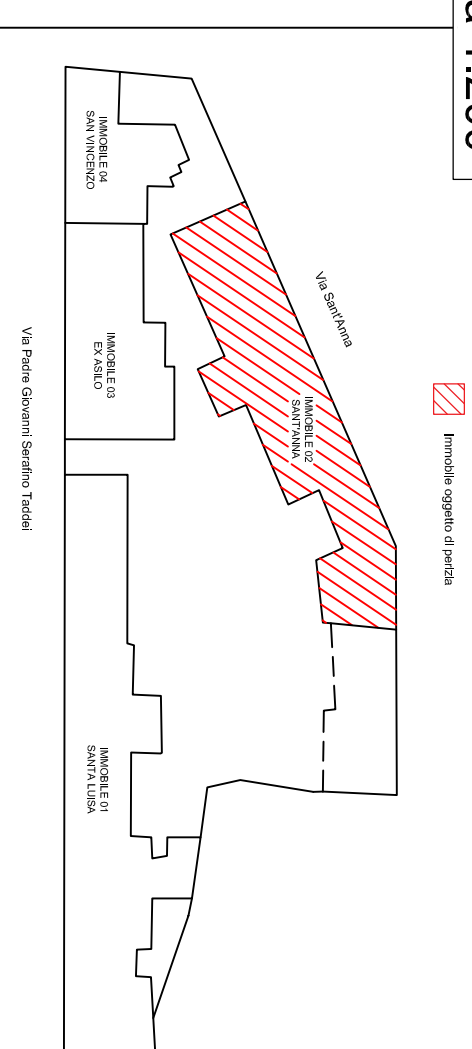 Immobile oggetto di perizia
Via Sant'Anna
IMMOBILE 02
SANT'ANNA
IMMOBILE 04
SAN VINCENZO
IMMOBILE 03
EX ASILO
IMMOBILE 01
SANTA LUISA
Via Padre Giovanni Serafino Taddei